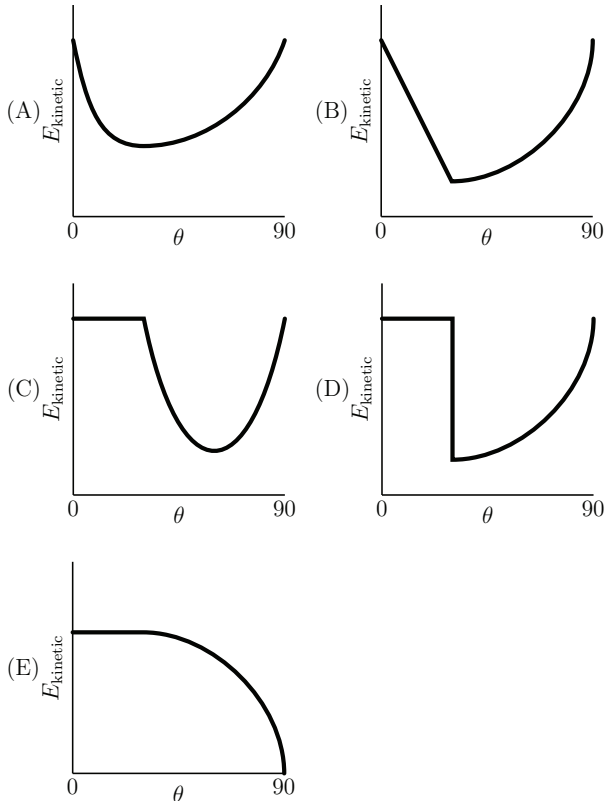 (A) E_kinetic
0 θ 90
(B) E_kinetic
0 θ 90
(C) E_kinetic
0 θ 90
(D) E_kinetic
0 θ 90
(E) E_kinetic
0 θ 90